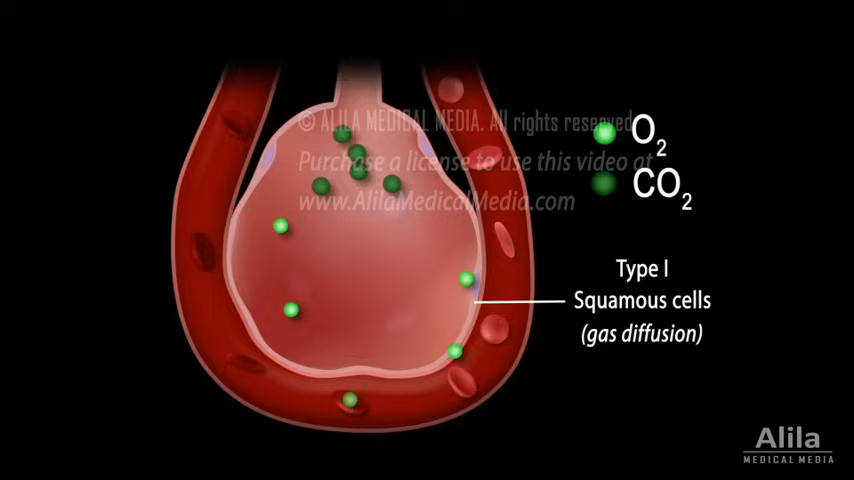 © ALILA MEDICAL MEDIA. All rights reserved.
Purchase a license to use this video at
www.AlilaMedicalMedia.com
O2
CO2
Type I
Squamous cells
(gas diffusion)
Alila
MEDICAL MEDIA